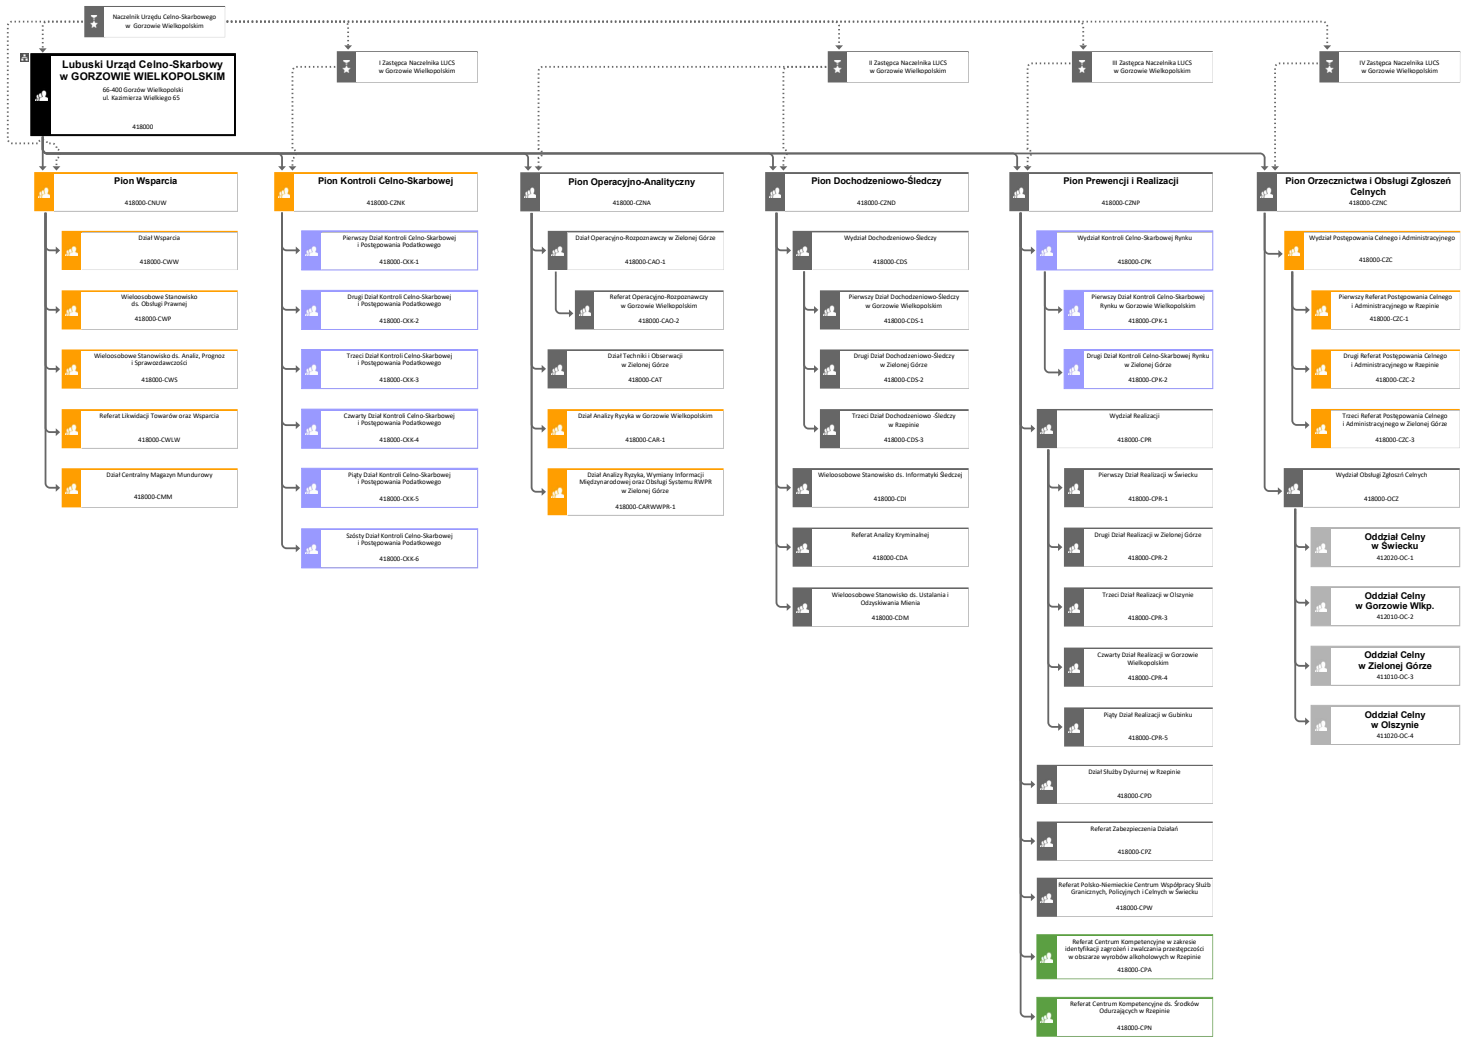 Naczelnik Urzędu Celno-Skarbowego
w Gorzowie Wielkopolskim
Lubuski Urząd Celno-Skarbowy
w GORZOWIE WIELKOPOLSKIM
66-400 Gorzów Wielkopolski
ul. Kazimierza Wielkiego 65
418000
I Zastępca Naczelnika LUCS
w Gorzowie Wielkopolskim
II Zastępca Naczelnika LUCS
w Gorzowie Wielkopolskim
III Zastępca Naczelnika LUCS
w Gorzowie Wielkopolskim
IV Zastępca Naczelnika LUCS
w Gorzowie Wielkopolskim
Pion Wsparcia
418000-CNUW
Dział Wsparcia
418000-CWW
Wieloosobowe Stanowisko
ds. Obsługi Prawnej
418000-CWP
Wieloosobowe Stanowisko ds. Analiz, Prognoz
i Sprawozdawczości
418000-CWS
Referat Likwidacji Towarów oraz Wsparcia
418000-CWLW
Dział Centralny Magazyn Mundurowy
418000-CMM
Pion Kontroli Celno-Skarbowej
418000-CZNK
Pierwszy Dział Kontroli Celno-Skarbowej
i Postępowania Podatkowego
418000-CKK-1
Drugi Dział Kontroli Celno-Skarbowej
i Postępowania Podatkowego
418000-CKK-2
Trzeci Dział Kontroli Celno-Skarbowej
i Postępowania Podatkowego
418000-CKK-3
Czwarty Dział Kontroli Celno-Skarbowej
i Postępowania Podatkowego
418000-CKK-4
Piąty Dział Kontroli Celno-Skarbowej
i Postępowania Podatkowego
418000-CKK-5
Szósty Dział Kontroli Celno-Skarbowej
i Postępowania Podatkowego
418000-CKK-6
Pion Operacyjno-Analityczny
418000-CZNA
Dział Operacyjno-Rozpoznawczy w Zielonej Górze
418000-CAO-1
Referat Operacyjno-Rozpoznawczy
w Gorzowie Wielkopolskim
418000-CAO-2
Dział Techniki i Obserwacji
w Zielonej Górze
418000-CAT
Dział Analizy Ryzyka w Gorzowie Wielkopolskim
418000-CAR-1
Dział Analizy Ryzyka, Wymiany Informacji
Międzynarodowej oraz Obsługi Systemu RWPR
w Zielonej Górze
418000-CARWWPR-1
Pion Dochodzeniowo-Śledczy
418000-CZND
Wydział Dochodzeniowo-Śledczy
418000-CDS
Pierwszy Dział Dochodzeniowo-Śledczy
w Gorzowie Wielkopolskim
418000-CDS-1
Drugi Dział Dochodzeniowo-Śledczy
w Zielonej Górze
418000-CDS-2
Trzeci Dział Dochodzeniowo -Śledczy
w Rzepinie
418000-CDS-3
Wieloosobowe Stanowisko ds. Informatyki Śledczej
418000-CDI
Referat Analizy Kryminalnej
418000-CDA
Wieloosobowe Stanowisko ds. Ustalania i
Odzyskiwania Mienia
418000-CDM
Pion Prewencji i Realizacji
418000-CZNP
Wydział Kontroli Celno-Skarbowej Rynku
418000-CPK
Pierwszy Dział Kontroli Celno-Skarbowej
Rynku w Gorzowie Wielkopolskim
418000-CPK-1
Drugi Dział Kontroli Celno-Skarbowej Rynku
w Zielonej Górze
418000-CPK-2
Wydział Realizacji
418000-CPR
Pierwszy Dział Realizacji w Świecku
418000-CPR-1
Drugi Dział Realizacji w Zielonej Górze
418000-CPR-2
Trzeci Dział Realizacji w Olszynie
418000-CPR-3
Czwarty Dział Realizacji w Gorzowie
Wielkopolskim
418000-CPR-4
Piąty Dział Realizacji w Gubinku
418000-CPR-5
Dział Służby Dyżurnej w Rzepinie
418000-CPD
Referat Zabezpieczenia Działań
418000-CPZ
Referat Polsko-Niemieckie Centrum Współpracy Służb
Granicznych, Policyjnych i Celnych w Świecku
418000-CPW
Referat Centrum Kompetencyjne w zakresie
identyfikacji zagrożeń i zwalczania przestępczości
w obszarze wyrobów alkoholowych w Rzepinie
418000-CPA
Referat Centrum Kompetencyjne ds. Środków
Odurzających w Rzepinie
418000-CPN
Pion Orzecznictwa i Obsługi Zgłoszeń
Celnych
418000-CZNC
Wydział Postępowania Celnego i Administracyjnego
418000-CZC
Pierwszy Referat Postępowania Celnego
i Administracyjnego w Rzepinie
418000-CZC-1
Drugi Referat Postępowania Celnego
i Administracyjnego w Rzepinie
418000-CZC-2
Trzeci Referat Postępowania Celnego
i Administracyjnego w Zielonej Górze
418000-CZC-3
Wydział Obsługi Zgłoszń Celnych
418000-OCZ
Oddział Celny
w Świecku
412020-OC-1
Oddział Celny
w Gorzowie Wlkp.
412010-OC-2
Oddział Celny
w Zielonej Górze
411010-OC-3
Oddział Celny
w Olszynie
411020-OC-4